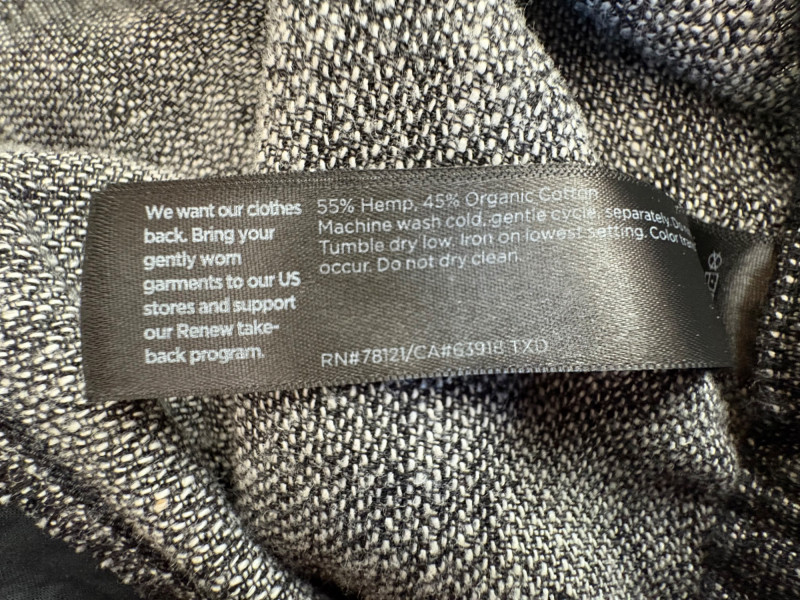 We want our clothes
back. Bring your
gently worn
garments to our US
stores and support
our Renew take-
back program.
55% Hemp, 45% Organic Cotton
Machine wash cold, gentle cycle, separately.
Tumble dry low. Iron on lowest setting. Color
occur. Do not dry clean.
RN#78121/CA#63918 TXD